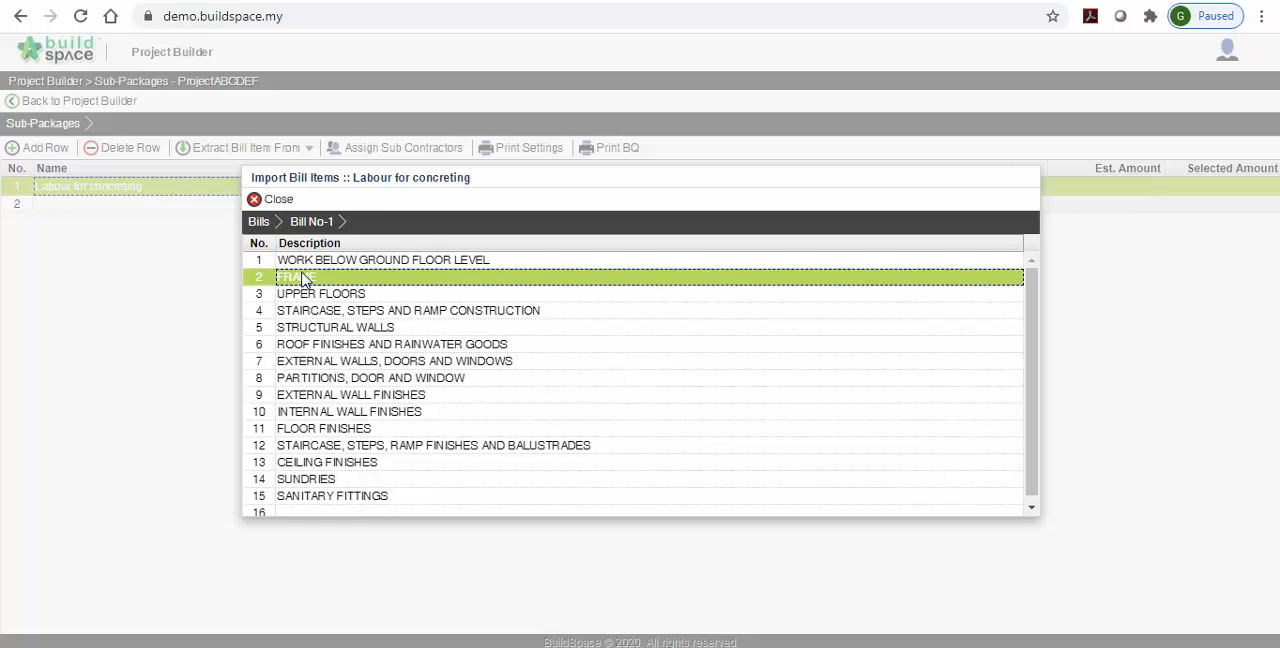 demo.buildspace.my
G Paused
build space
Project Builder
Project Builder > Sub-Packages - ProjectABCDEF
Back to Project Builder
Sub-Packages
Add Row Delete Row Extract Bill Item From Assign Sub Contractors Print Settings Print BQ
No. Name Est. Amount Selected Amount
1 Labour for concreting
2
Import Bill Items :: Labour for concreting
Close
Bills Bill No-1
No. Description
1 WORK BELOW GROUND FLOOR LEVEL
2 FRAME
3 UPPER FLOORS
4 STAIRCASE, STEPS AND RAMP CONSTRUCTION
5 STRUCTURAL WALLS
6 ROOF FINISHES AND RAINWATER GOODS
7 EXTERNAL WALLS, DOORS AND WINDOWS
8 PARTITIONS, DOOR AND WINDOW
9 EXTERNAL WALL FINISHES
10 INTERNAL WALL FINISHES
11 FLOOR FINISHES
12 STAIRCASE, STEPS, RAMP FINISHES AND BALUSTRADES
13 CEILING FINISHES
14 SUNDRIES
15 SANITARY FITTINGS
16
BuildSpace © 2020. All rights reserved.